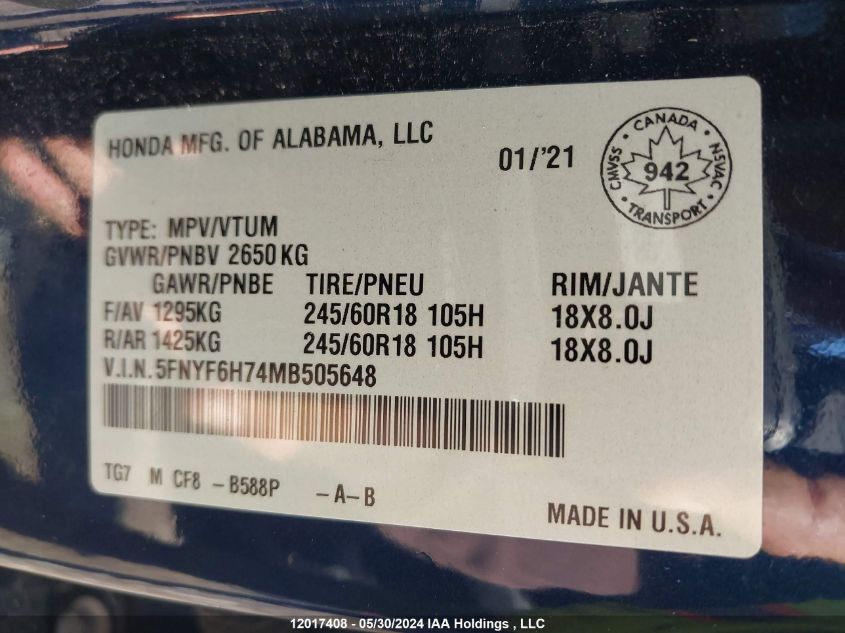 HONDA MFG. OF ALABAMA, LLC
01/'21
CANADA
CMVSS
942
NSVAC
TRANSPORT
TYPE: MPV/VTUM
GVWR/PNBV 2650KG
GAWR/PNBE TIRE/PNEU RIM/JANTE
F/AV 1295KG 245/60R18 105H 18X8.0J
R/AR 1425KG 245/60R18 105H 18X8.0J
V.I.N.5FNYF6H74MB505648
TG7 M CF8 -B588P -A-B
MADE IN U.S.A.
12017408 - 05/30/2024 IAA Holdings , LLC